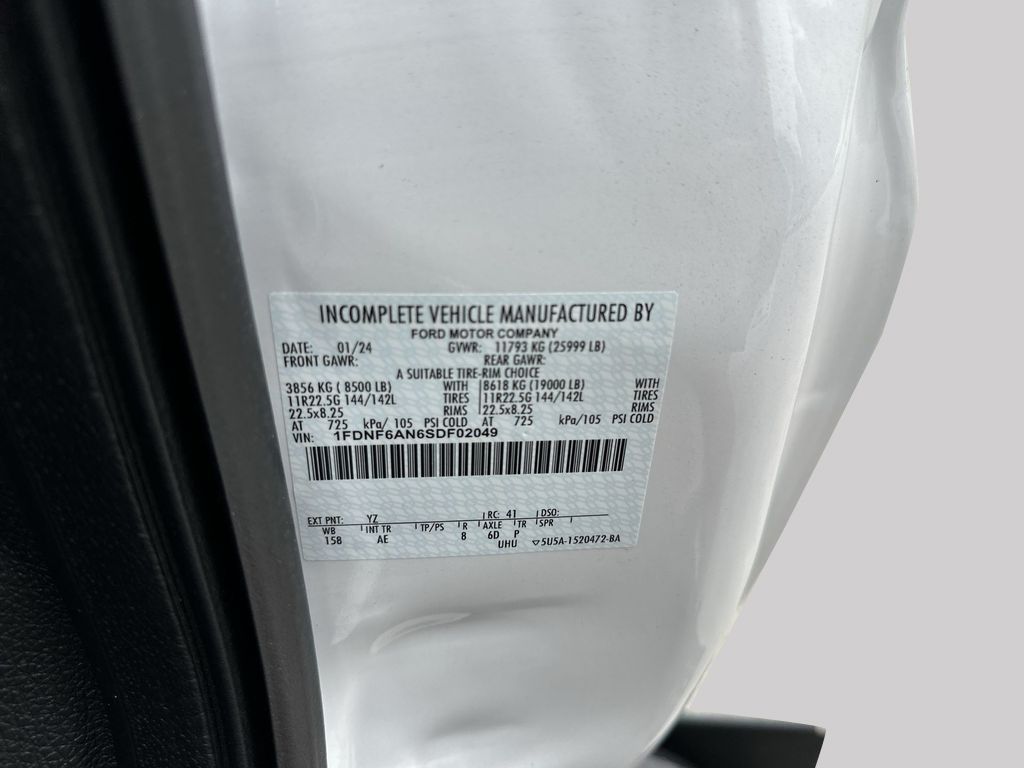 INCOMPLETE VEHICLE MANUFACTURED BY
FORD MOTOR COMPANY
DATE: 01/24 GVWR: 11793 KG (25999 LB)
FRONT GAWR: REAR GAWR:
A SUITABLE TIRE-RIM CHOICE
3856 KG ( 8500 LB) WITH 8618 KG (19000 LB) WITH
11R22.5G 144/142L TIRES 11R22.5G 144/142L TIRES
22.5x8.25 RIMS 22.5x8.25 RIMS
AT 725 kPa/ 105 PSI COLD AT 725 kPa/105 PSI COLD
VIN: 1FDNF6AN6SDF02049
EXT PNT: YZ RC: 41 DSO:
WB INT TR TP/PS R AXLE TR SPR
158 AE 8 6D P
UHU 5U5A-1520472-BA